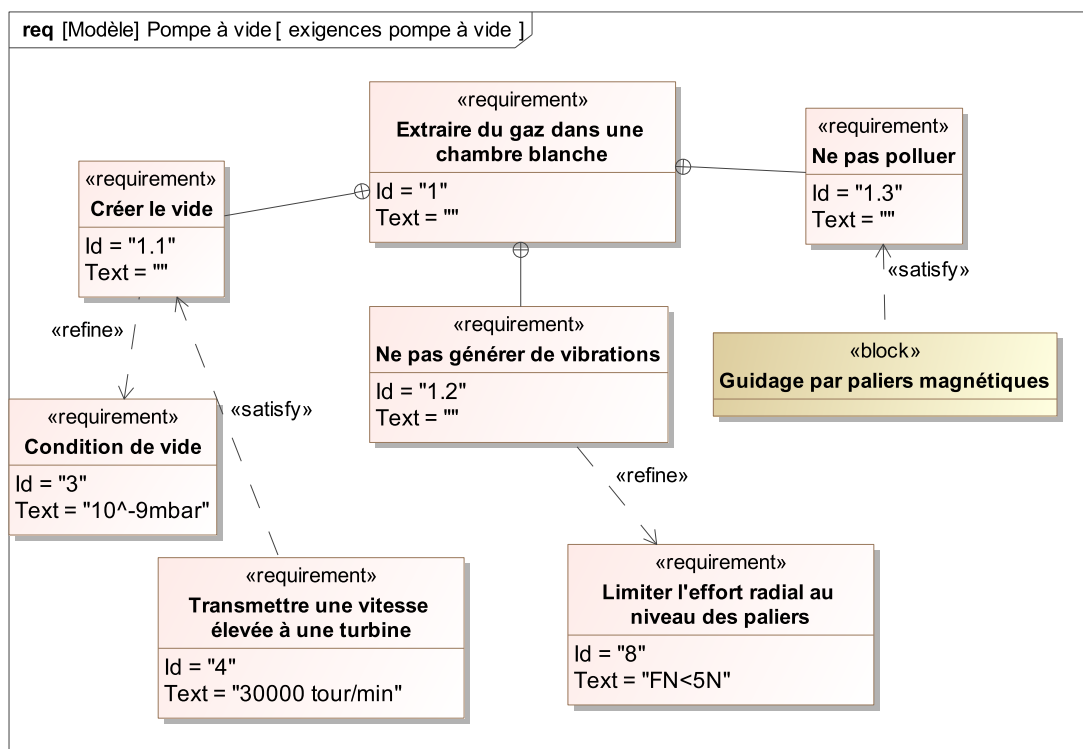 req [Modèle] Pompe à vide [ exigences pompe à vide ]
«requirement»
Extraire du gaz dans une
chambre blanche
Id = "1"
Text = ""
«requirement»
Ne pas polluer
Id = "1.3"
Text = ""
«requirement»
Créer le vide
Id = "1.1"
Text = ""
«satisfy»
«refine»
«requirement»
Ne pas générer de vibrations
Id = "1.2"
Text = ""
«block»
Guidage par paliers magnétiques
«requirement»
Condition de vide
Id = "3"
Text = "10^-9mbar"
«satisfy»
«refine»
«requirement»
Transmettre une vitesse
élevée à une turbine
Id = "4"
Text = "30000 tour/min"
«requirement»
Limiter l'effort radial au
niveau des paliers
Id = "8"
Text = "FN<5N"